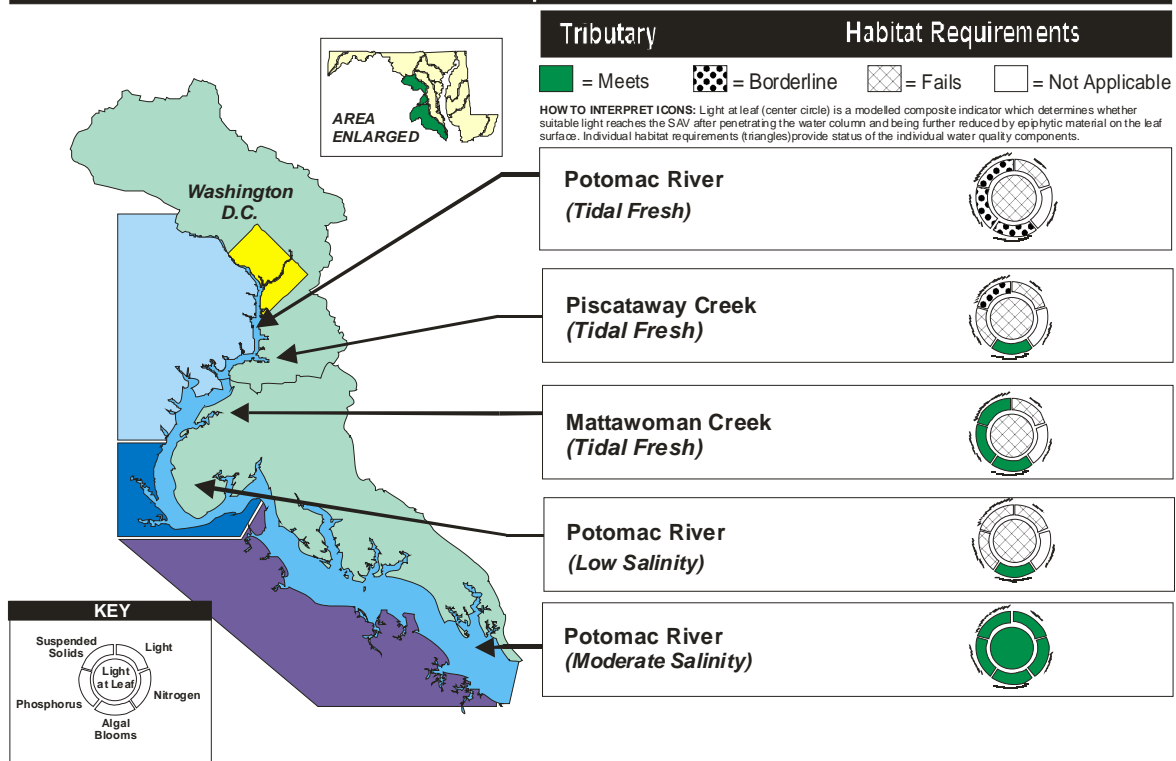 Tributary
Habitat Requirements
= Meets
= Borderline
= Fails
= Not Applicable
HOW TO INTERPRET ICONS: Light at leaf (center circle) is a modelled composite indicator which determines whether
suitable light reaches the SAV after penetrating the water column and being further reduced by epiphytic material on the leaf
surface. Individual habitat requirements (triangles)provide status of the individual water quality components.
AREA
ENLARGED
Washington
D.C.
Potomac River
(Tidal Fresh)
Piscataway Creek
(Tidal Fresh)
Mattawoman Creek
(Tidal Fresh)
Potomac River
(Low Salinity)
Potomac River
(Moderate Salinity)
KEY
Suspended
Solids
Light
Light
at Leaf
Nitrogen
Phosphorus
Algal
Blooms